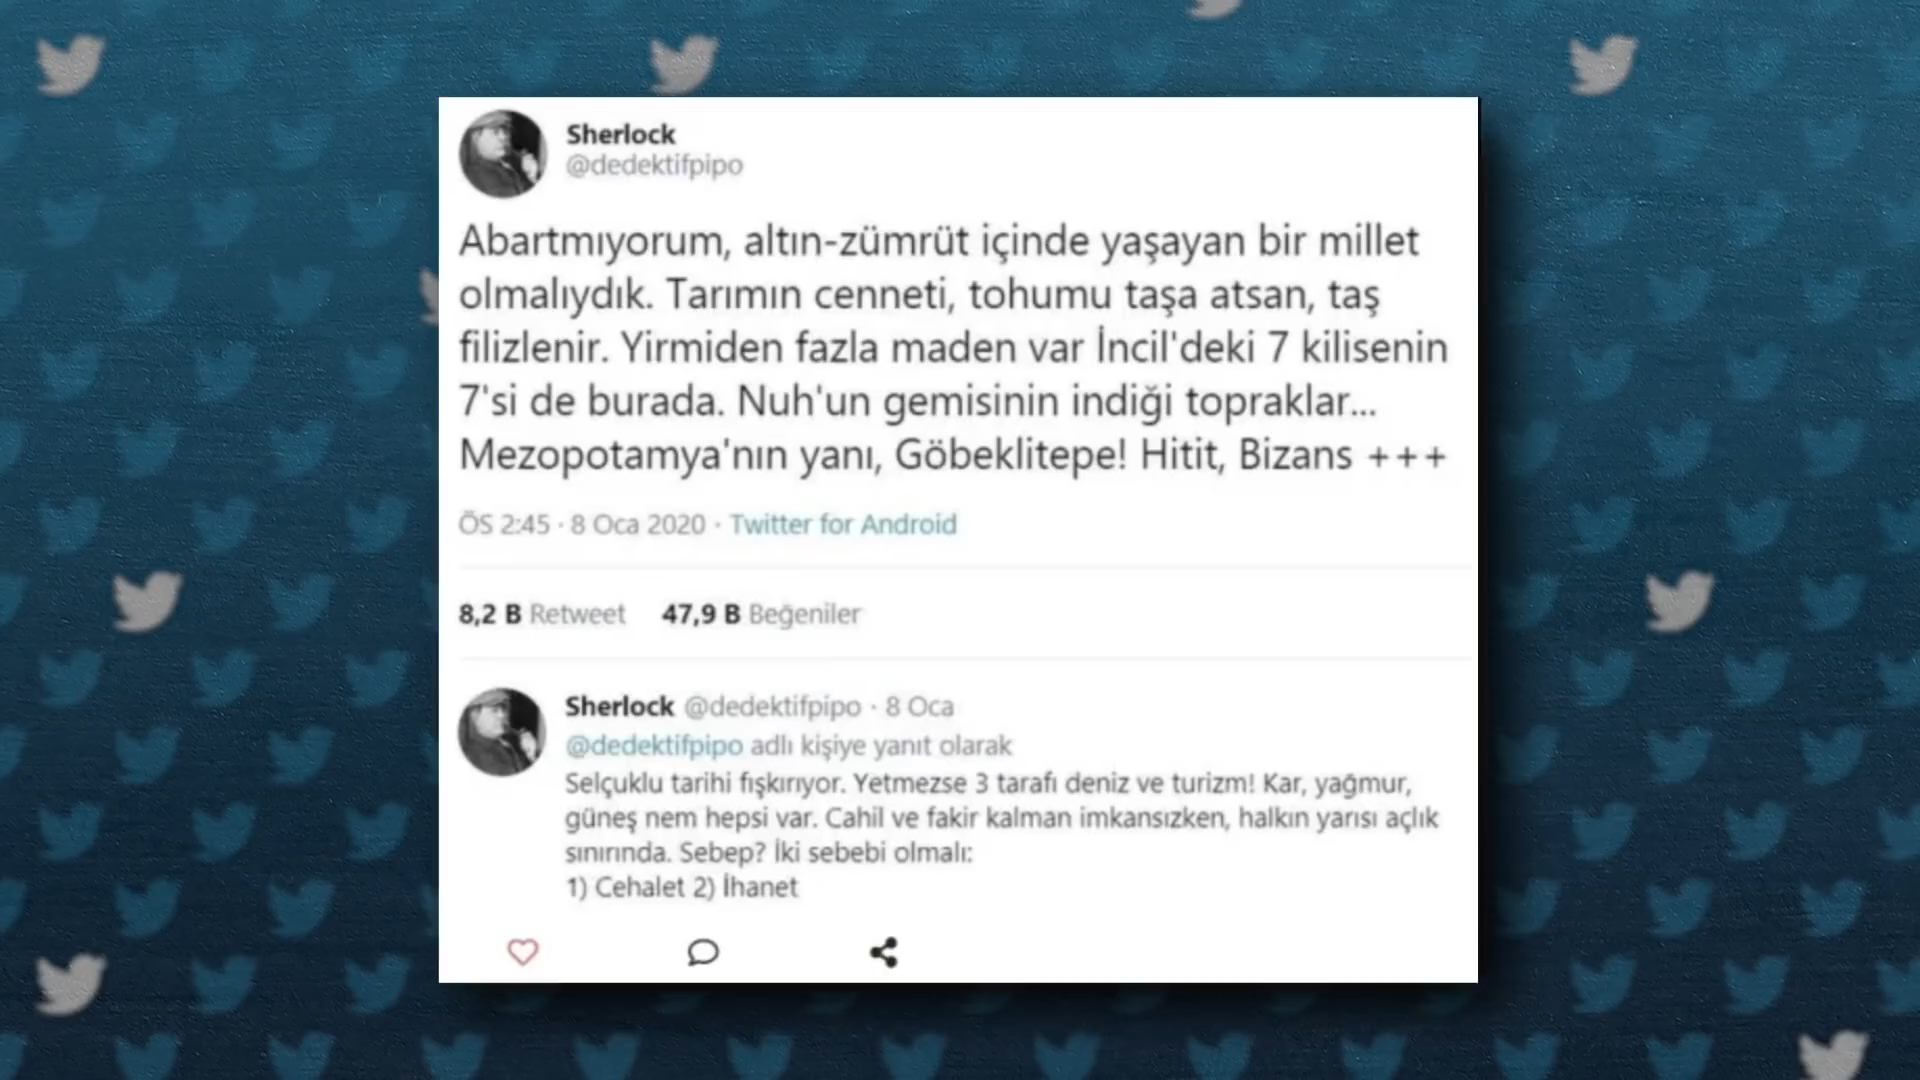 Sherlock
@dedektifpipo
Abartmıyorum, altın-zümrüt içinde yaşayan bir millet
olmalıydık. Tarımın cenneti, tohumu taşa atsan, taş
filizlenir. Yirmiden fazla maden var İncil'deki 7 kilisenin
7'si de burada. Nuh'un gemisinin indiği topraklar...
Mezopotamya'nın yanı, Göbeklitepe! Hitit, Bizans +++
ÖS 2:45 · 8 Oca 2020 · Twitter for Android
8,2 B Retweet 47,9 B Beğeniler
Sherlock @dedektifpipo · 8 Oca
@dedektifpipo adlı kişiye yanıt olarak
Selçuklu tarihi fışkırıyor. Yetmezse 3 tarafı deniz ve turizm! Kar, yağmur,
güneş nem hepsi var. Cahil ve fakir kalman imkansızken, halkın yarısı açlık
sınırında. Sebep? İki sebebi olmalı:
1) Cehalet 2) İhanet